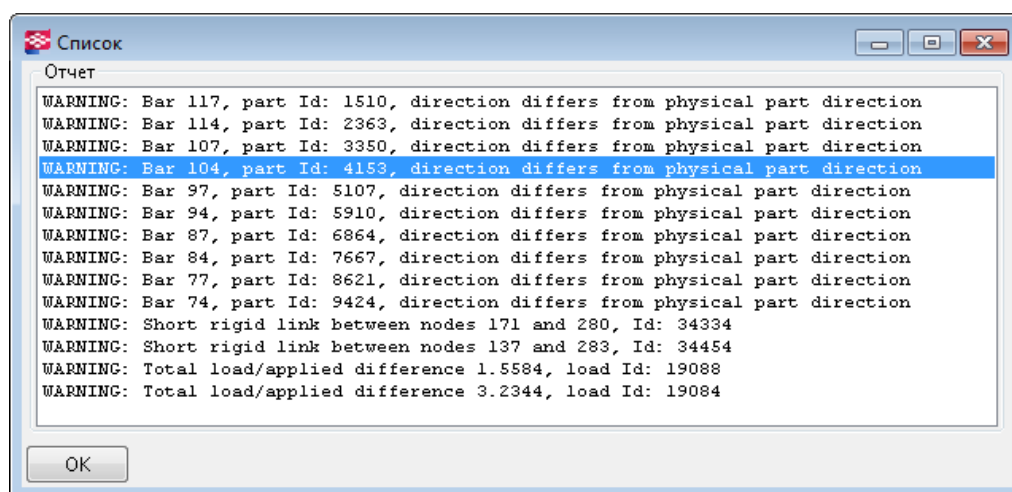 Список
Отчет
WARNING: Bar 117, part Id: 1510, direction differs from physical part direction
WARNING: Bar 114, part Id: 2363, direction differs from physical part direction
WARNING: Bar 107, part Id: 3350, direction differs from physical part direction
WARNING: Bar 104, part Id: 4153, direction differs from physical part direction
WARNING: Bar 97, part Id: 5107, direction differs from physical part direction
WARNING: Bar 94, part Id: 5910, direction differs from physical part direction
WARNING: Bar 87, part Id: 6864, direction differs from physical part direction
WARNING: Bar 84, part Id: 7667, direction differs from physical part direction
WARNING: Bar 77, part Id: 8621, direction differs from physical part direction
WARNING: Bar 74, part Id: 9424, direction differs from physical part direction
WARNING: Short rigid link between nodes 171 and 280, Id: 34334
WARNING: Short rigid link between nodes 137 and 283, Id: 34454
WARNING: Total load/applied difference 1.5584, load Id: 19088
WARNING: Total load/applied difference 3.2344, load Id: 19084
OK